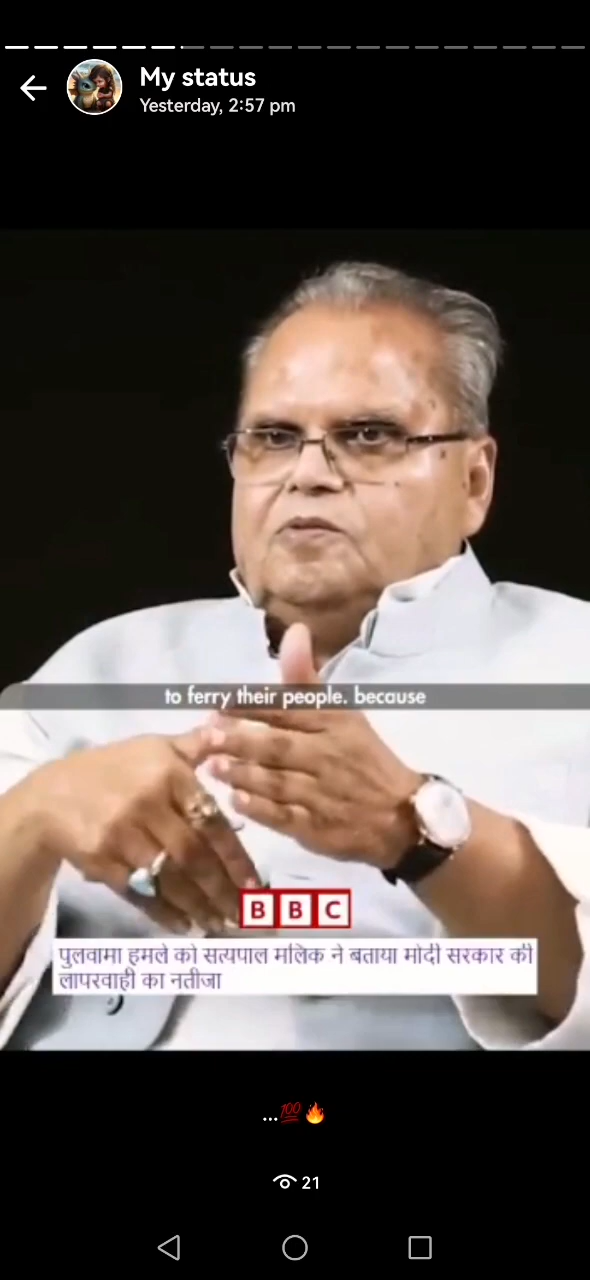 My status
Yesterday, 2:57 pm
to ferry their people. because
BBC
पुलवामा हमले को सत्यपाल मलिक ने बताया मोदी सरकार की
लापरवाही का नतीजा
...💯🔥
21